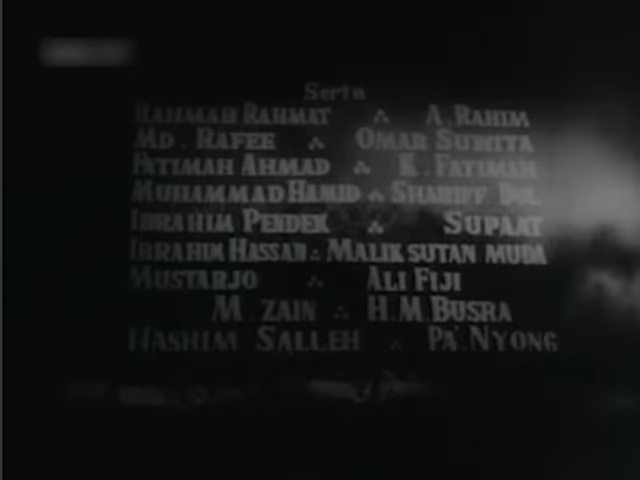 Serta
RAHMAH RAHMAT ∴ A. RAHIM
MD. RAFEE ∴ OMAR SUWITA
FATIMAH AHMAD ∴ K. FATIMAH
MUHAMMAD HAMID ∴ SHARIFF DOL
IBRAHIM PENDEK ∴ SUPAAT
IBRAHIM HASSAN ∴ MALIK SUTAN MUDA
MUSTARJO ∴ ALI FIJI
M. ZAIN ∴ H.M. BUSRA
HASHIM SALLEH ∴ PA' NYONG